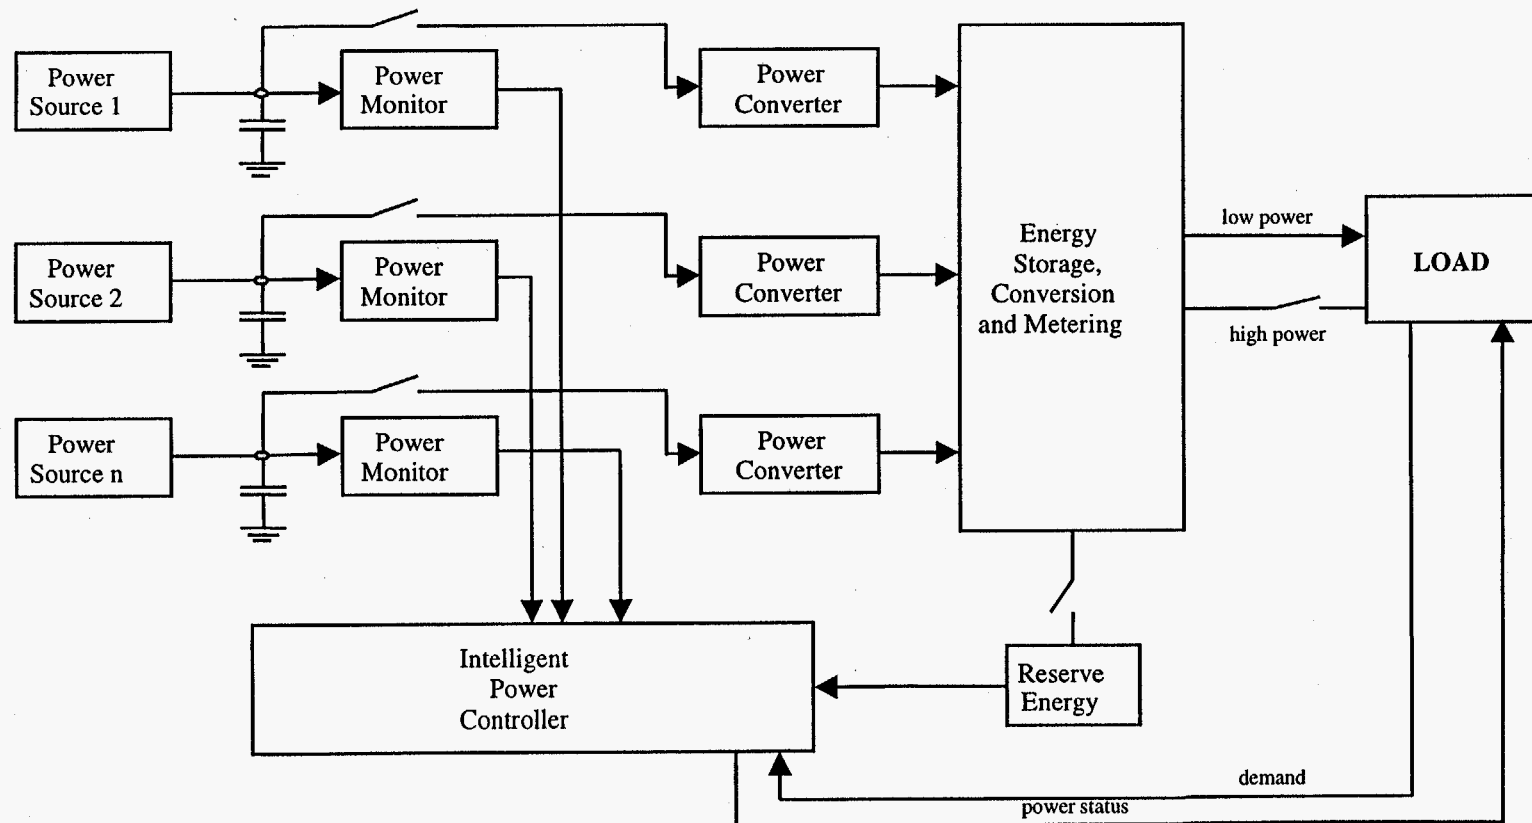 Power
Source 1
Power
Monitor
Power
Converter
Power
Source 2
Power
Monitor
Power
Converter
Power
Source n
Power
Monitor
Power
Converter
Energy
Storage,
Conversion
and Metering
low power
high power
LOAD
Intelligent
Power
Controller
Reserve
Energy
demand
power status